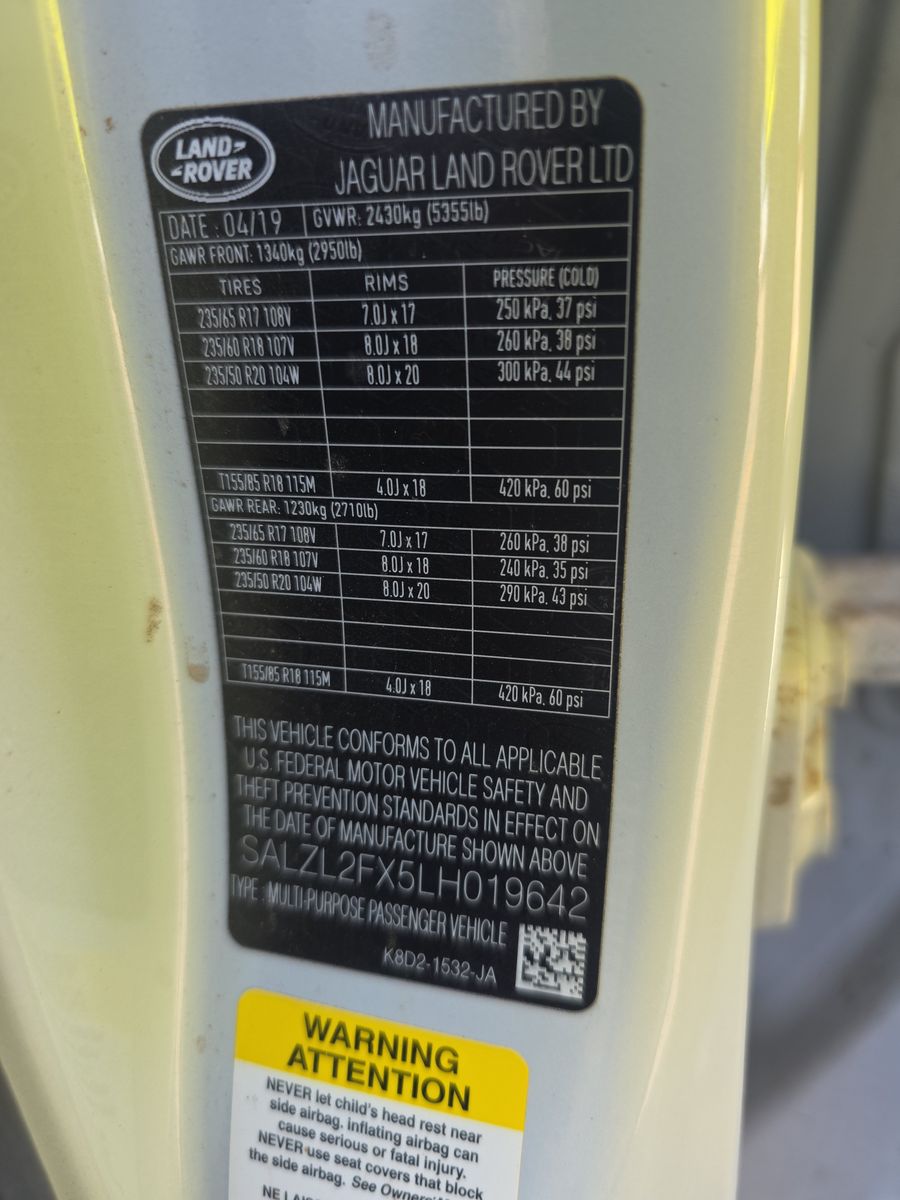 LAND-
-ROVER
MANUFACTURED BY
JAGUAR LAND ROVER LTD
DATE : 04/19 GVWR: 2430kg (5355lb)
GAWR FRONT: 1340kg (2950lb)
TIRES RIMS PRESSURE (COLD)
235/65 R17 108V 7.0J x 17 250 kPa, 37 psi
235/60 R18 107V 8.0J x 18 260 kPa, 38 psi
235/50 R20 104W 8.0J x 20 300 kPa, 44 psi
T155/85 R18 115M 4.0J x 18 420 kPa, 60 psi
GAWR REAR: 1230kg (2710lb)
235/65 R17 108V 7.0J x 17 260 kPa, 38 psi
235/60 R18 107V 8.0J x 18 240 kPa, 35 psi
235/50 R20 104W 8.0J x 20 290 kPa, 43 psi
T155/85 R18 115M 4.0J x 18 420 kPa, 60 psi
THIS VEHICLE CONFORMS TO ALL APPLICABLE
U.S. FEDERAL MOTOR VEHICLE SAFETY AND
THEFT PREVENTION STANDARDS IN EFFECT ON
THE DATE OF MANUFACTURE SHOWN ABOVE
SALZL2FX5LH019642
TYPE : MULTI-PURPOSE PASSENGER VEHICLE
K8D2-1532-JA
WARNING
ATTENTION
NEVER let child's head rest near
side airbag, inflating airbag can
cause serious or fatal injury.
NEVER use seat covers that block
the side airbag. See Owner's